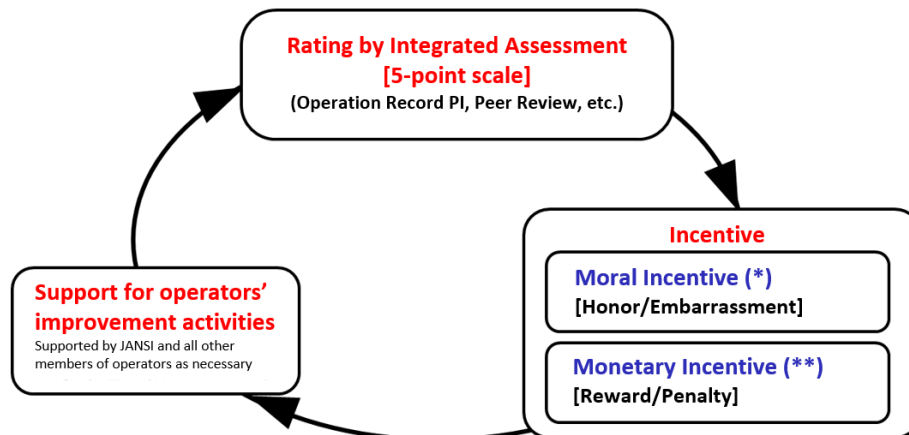 Rating by Integrated Assessment
[5-point scale]
(Operation Record PI, Peer Review, etc.)
Incentive
Moral Incentive (*)
[Honor/Embarrassment]
Monetary Incentive (**)
[Reward/Penalty]
Support for operators’
improvement activities
Supported by JANSI and all other
members of operators as necessary